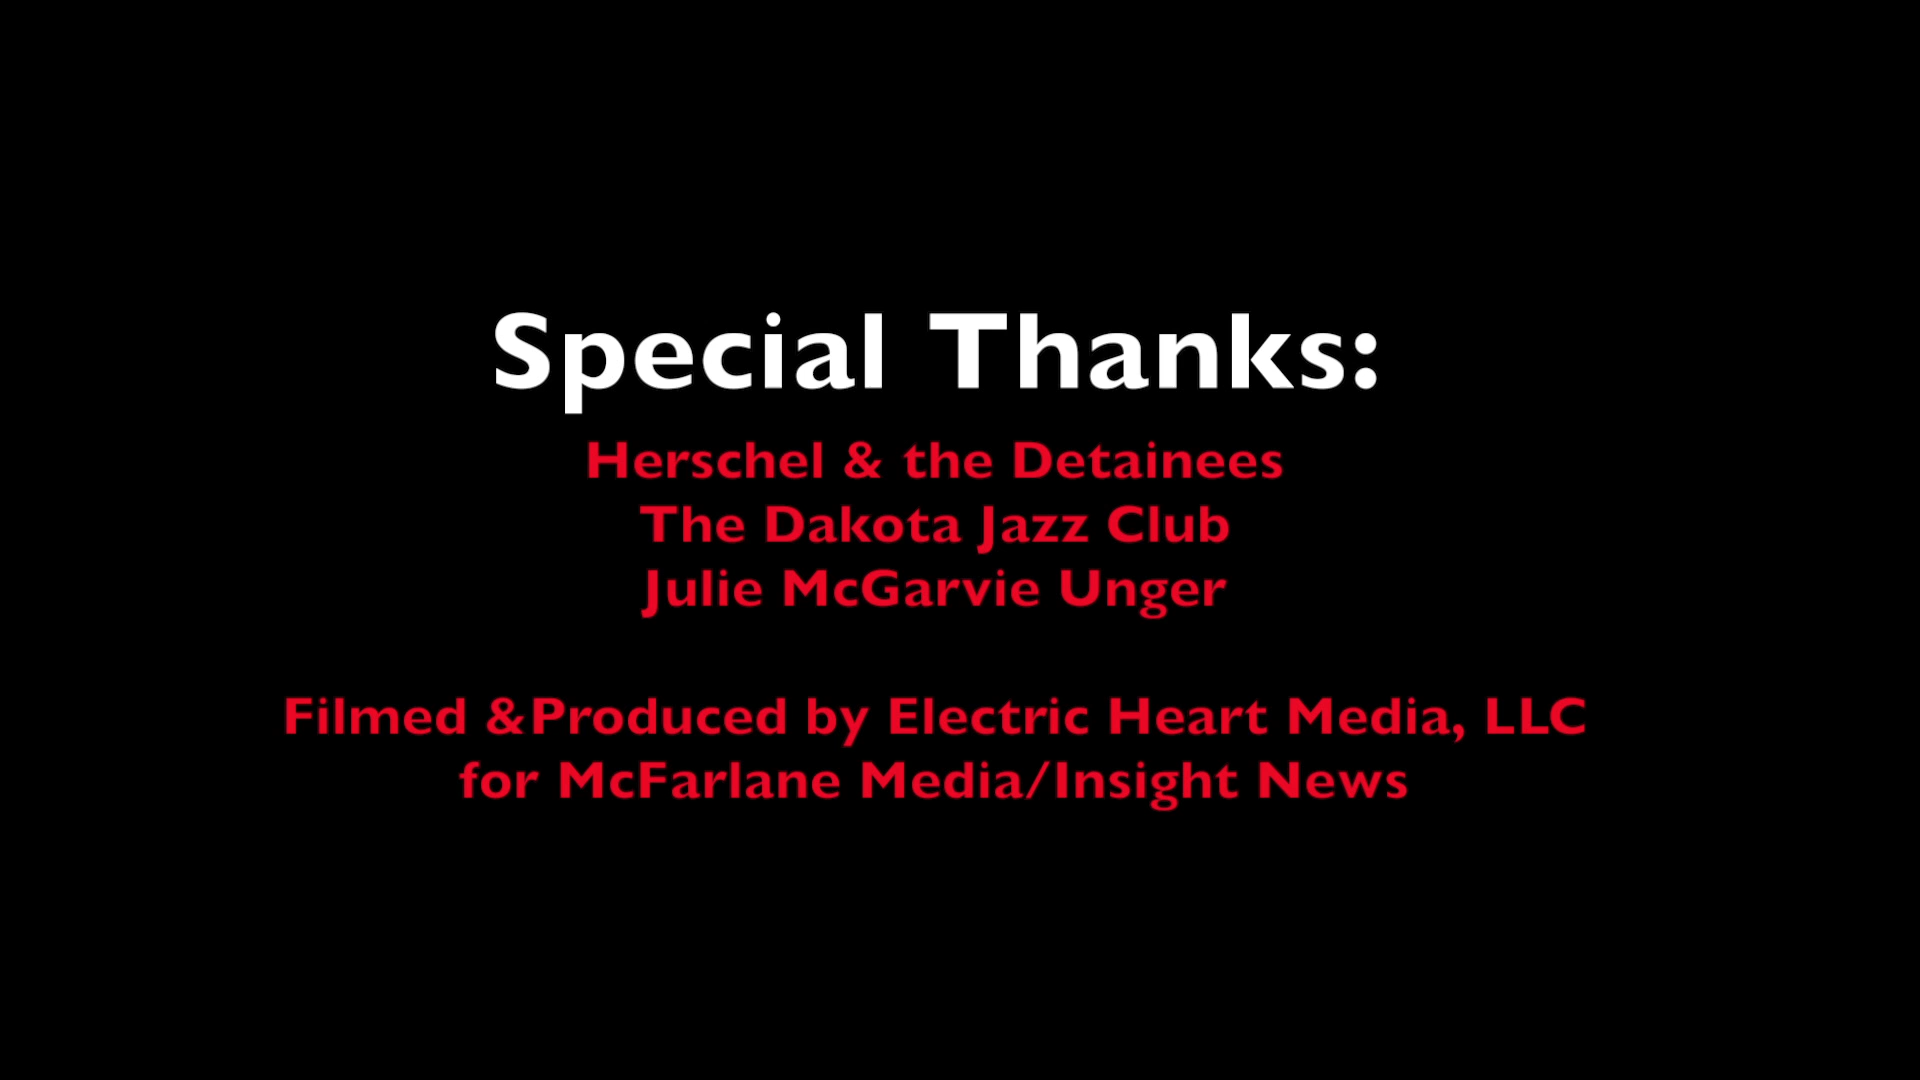 Special Thanks:
Herschel & the Detainees
The Dakota Jazz Club
Julie McGarvie Unger
Filmed &Produced by Electric Heart Media, LLC
for McFarlane Media/Insight News